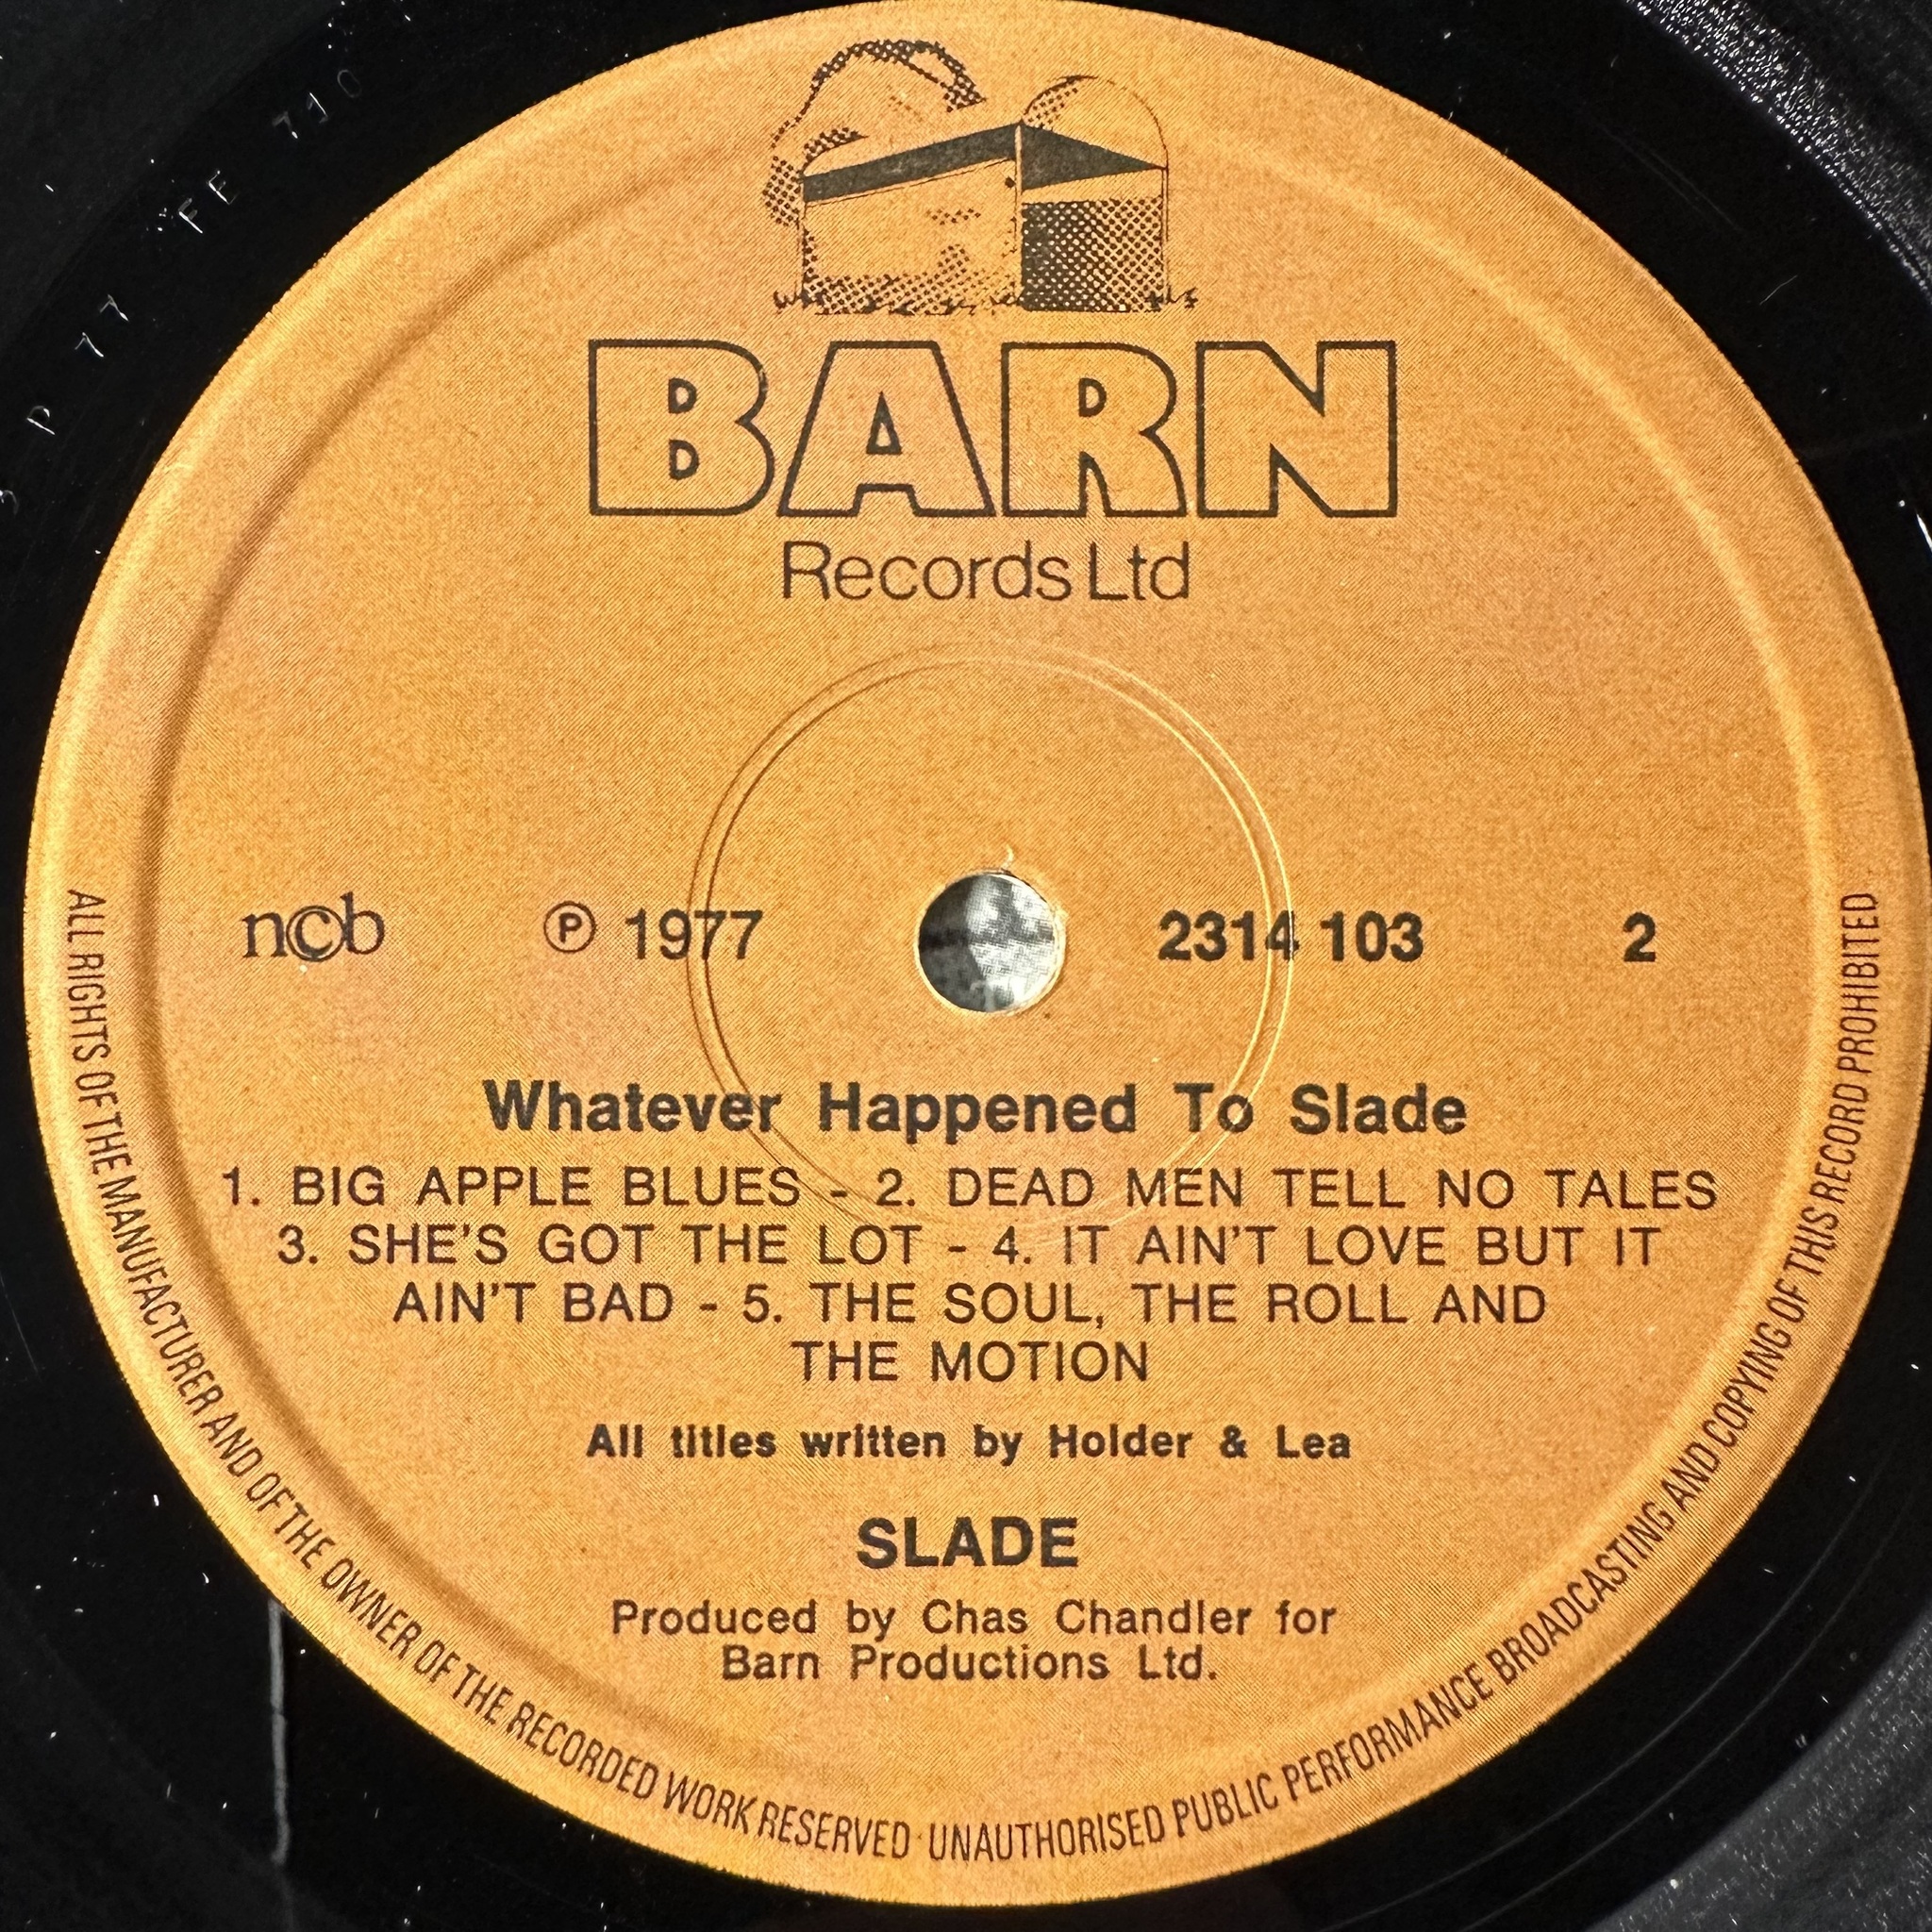 P 77 FE 710
BARN
Records Ltd
n©b ℗ 1977 2314 103 2
Whatever Happened To Slade
1. BIG APPLE BLUES - 2. DEAD MEN TELL NO TALES
3. SHE'S GOT THE LOT - 4. IT AIN'T LOVE BUT IT
AIN'T BAD - 5. THE SOUL, THE ROLL AND
THE MOTION
All titles written by Holder & Lea
SLADE
Produced by Chas Chandler for
Barn Productions Ltd.
ALL RIGHTS OF THE MANUFACTURER AND OF THE OWNER OF THE RECORDED WORK RESERVED · UNAUTHORISED PUBLIC PERFORMANCE BROADCASTING AND COPYING OF THIS RECORD PROHIBITED